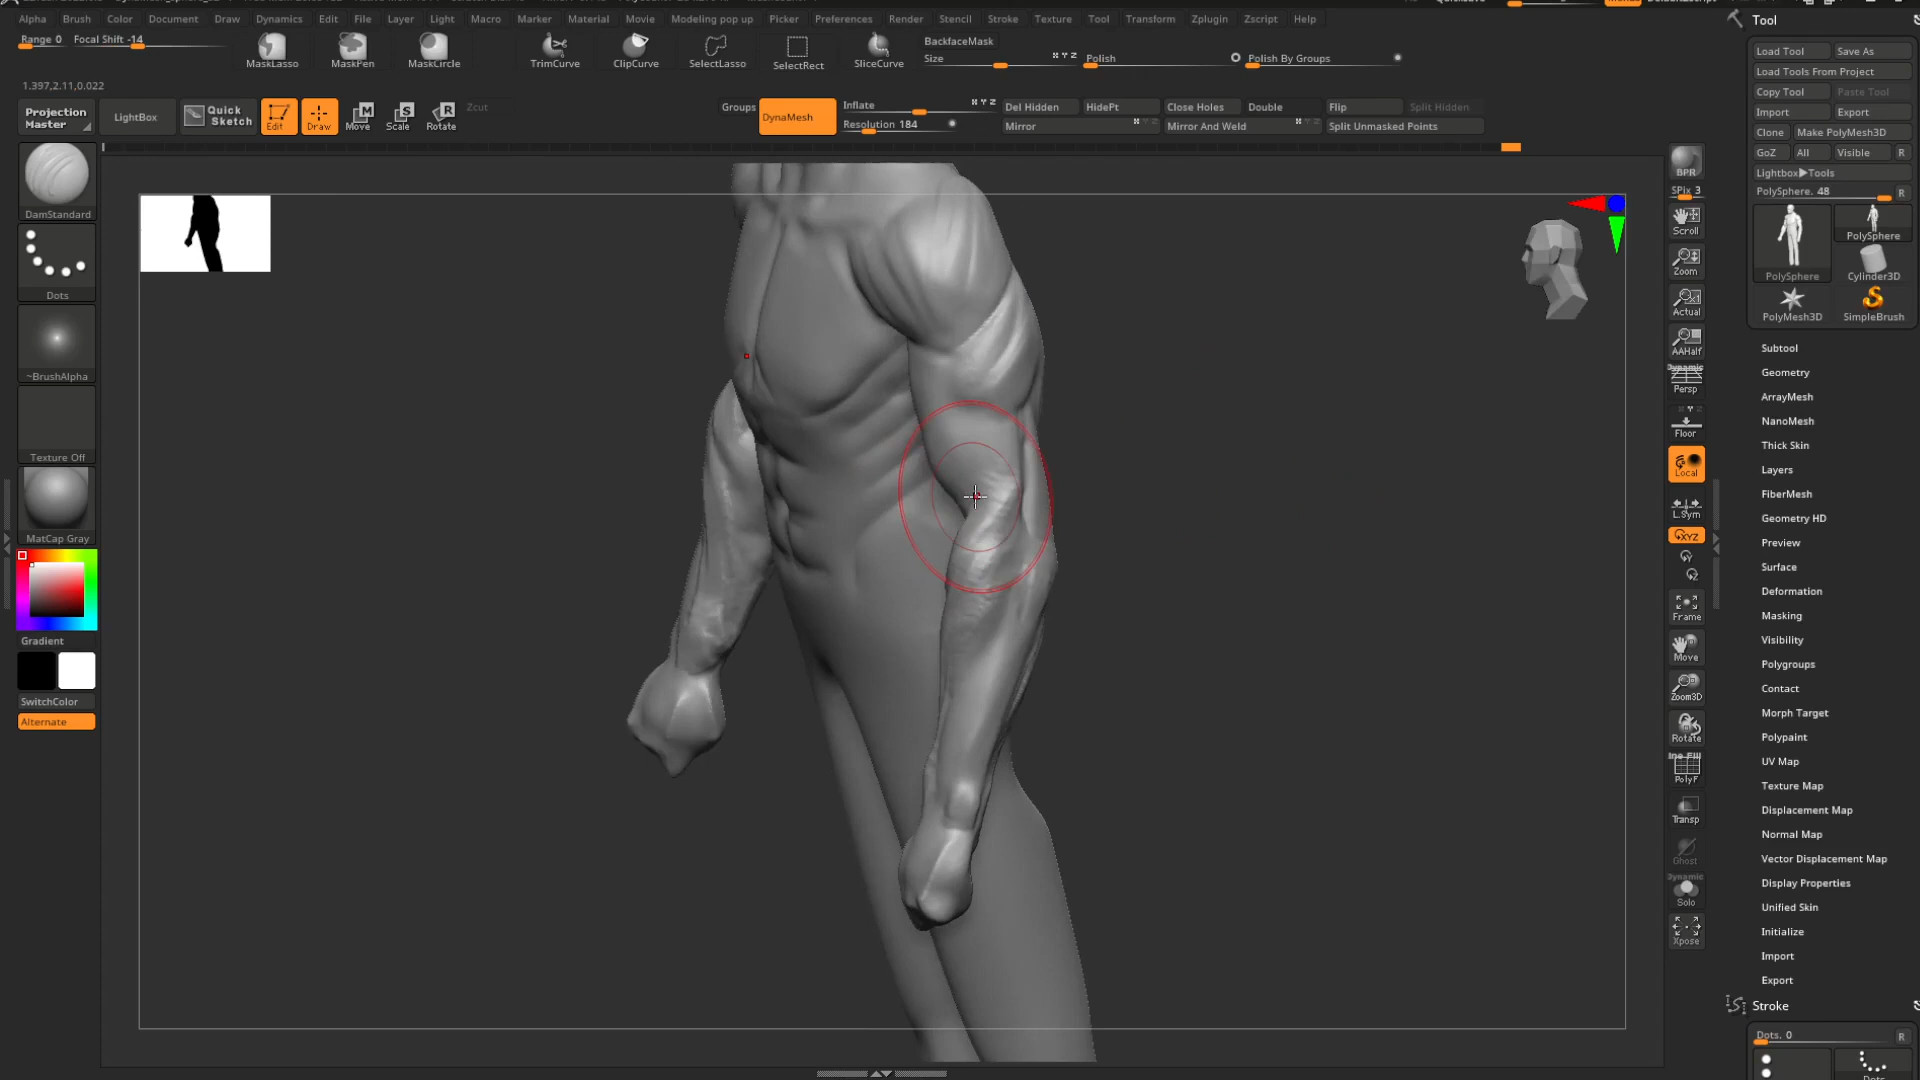 Alpha Brush Color Document Draw Dynamics Edit File Layer Light Macro Marker Material Movie Modeling pop up Picker Preferences Render Stencil Stroke Texture Tool Transform Zplugin Zscript Help
Range 0 Focal Shift -14
MaskLasso MaskPen MaskCircle TrimCurve ClipCurve SelectLasso SelectRect SliceCurve
BackfaceMask
Size X Y Z Polish Polish By Groups
1.397,2.11,0.022
Projection Master
LightBox
Quick Sketch
Edit Draw Move Scale Rotate
Zcut
Groups DynaMesh
Inflate X Y Z
Resolution 184
Del Hidden HidePt Close Holes Double Flip Split Hidden
Mirror Mirror And Weld Split Unmasked Points
DamStandard
Dots
~BrushAlpha
Texture Off
MatCap Gray
Gradient
SwitchColor
Alternate
BPR
SPix 3
Scroll
Zoom
Actual
AAHalf
Dynamic
Persp
Floor
Local
L.Sym
XYZ
Y
Z
Frame
Move
Zoom3D
Rotate
PolyF
Transp
Ghost
Dynamic
Solo
Xpose
Tool
Load Tool Save As
Load Tools From Project
Copy Tool Paste Tool
Import Export
Clone Make PolyMesh3D
GoZ All Visible R
Lightbox▶Tools
PolySphere. 48 R
PolySphere
PolySphere Cylinder3D
PolyMesh3D SimpleBrush
Subtool
Geometry
ArrayMesh
NanoMesh
Thick Skin
Layers
FiberMesh
Geometry HD
Preview
Surface
Deformation
Masking
Visibility
Polygroups
Contact
Morph Target
Polypaint
UV Map
Texture Map
Displacement Map
Normal Map
Vector Displacement Map
Display Properties
Unified Skin
Initialize
Import
Export
Stroke
Dots. 0 R